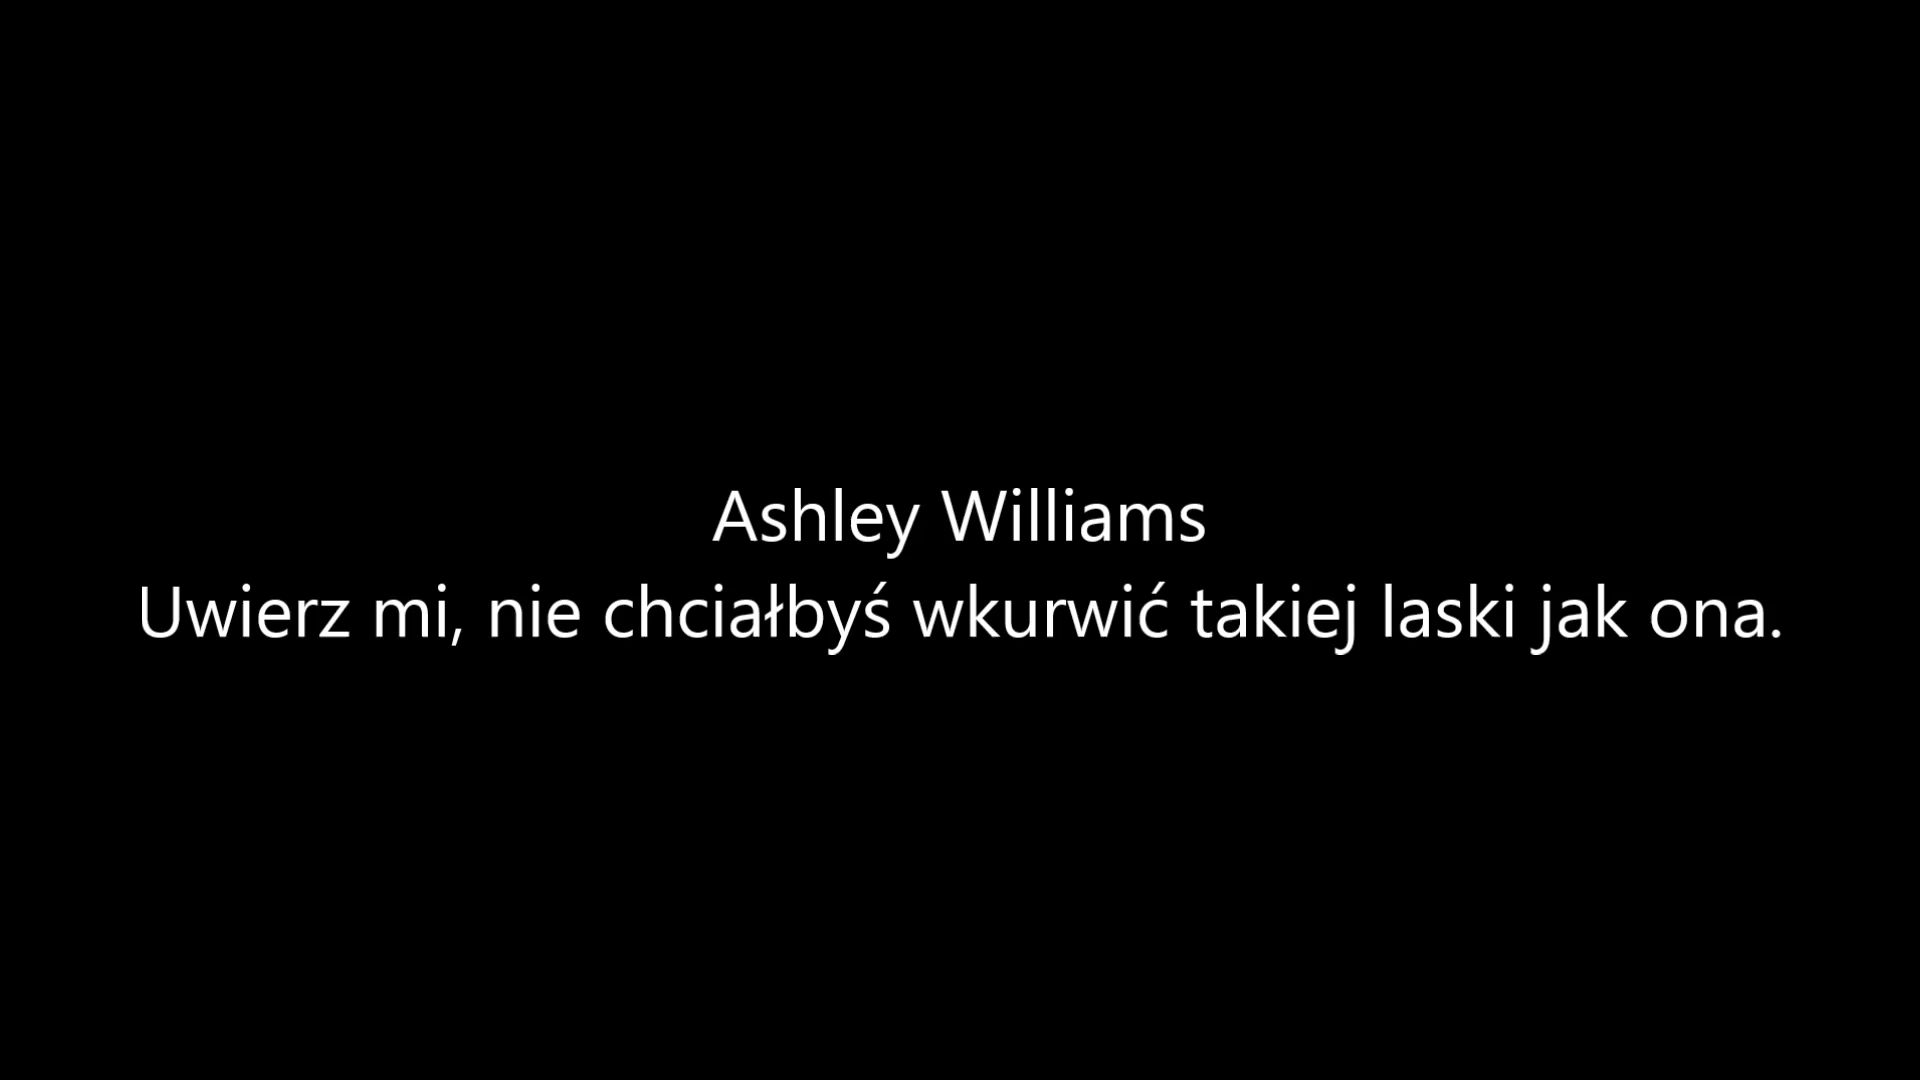 Ashley Williams
Uwierz mi, nie chciałbyś wkurwić takiej laski jak ona.